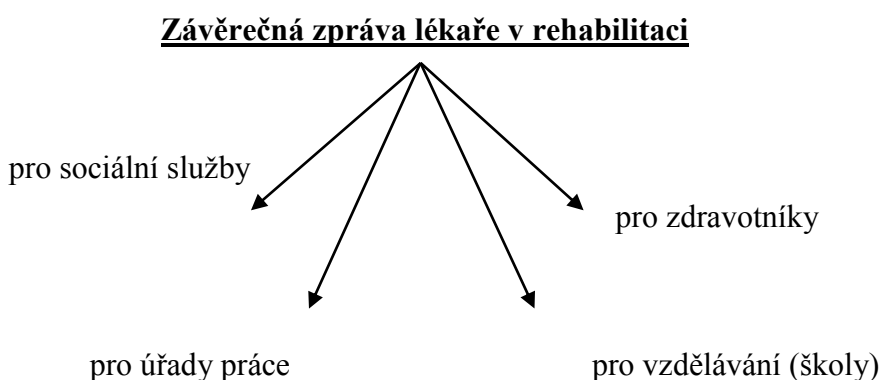 Závěrečná zpráva lékaře v rehabilitaci
pro sociální služby
pro zdravotníky
pro úřady práce
pro vzdělávání (školy)